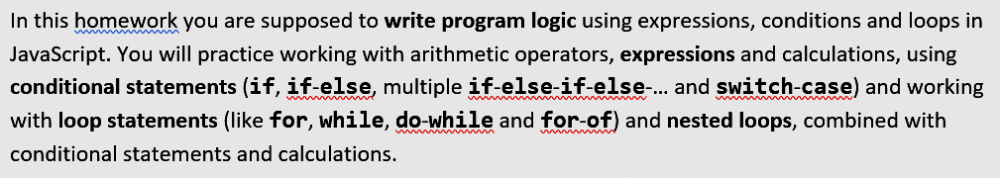 In this homework you are supposed to write program logic using expressions, conditions and loops in
JavaScript. You will practice working with arithmetic operators, expressions and calculations, using
conditional statements (if, if-else, multiple if-else-if-else-… and switch-case) and working
with loop statements (like for, while, do-while and for-of) and nested loops, combined with
conditional statements and calculations.